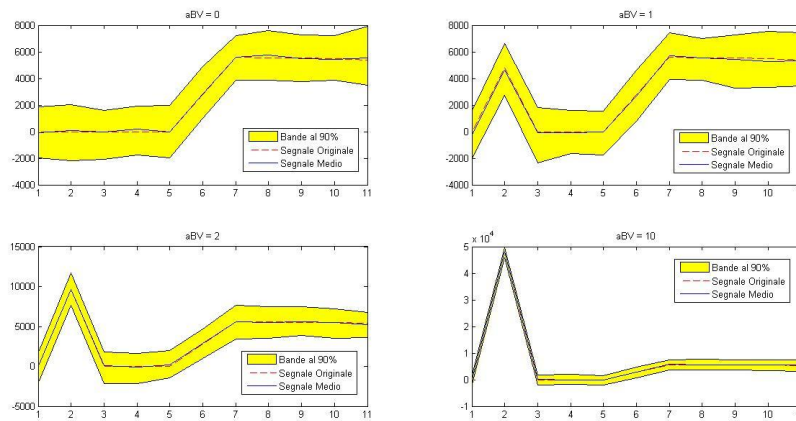 aBV = 0
8000
6000
4000
2000
0
-2000
-4000
1 2 3 4 5 6 7 8 9 10 11
Bande al 90%
Segnale Originale
Segnale Medio
aBV = 1
8000
6000
4000
2000
0
-2000
-4000
1 2 3 4 5 6 7 8 9 10
Bande al 90%
Segnale Originale
Segnale Medio
aBV = 2
15000
10000
5000
0
-5000
1 2 3 4 5 6 7 8 9 10 11
Bande al 90%
Segnale Originale
Segnale Medio
aBV = 10
x 10^4
5
4
3
2
1
0
-1
1 2 3 4 5 6 7 8 9 10
Bande al 90%
Segnale Originale
Segnale Medio